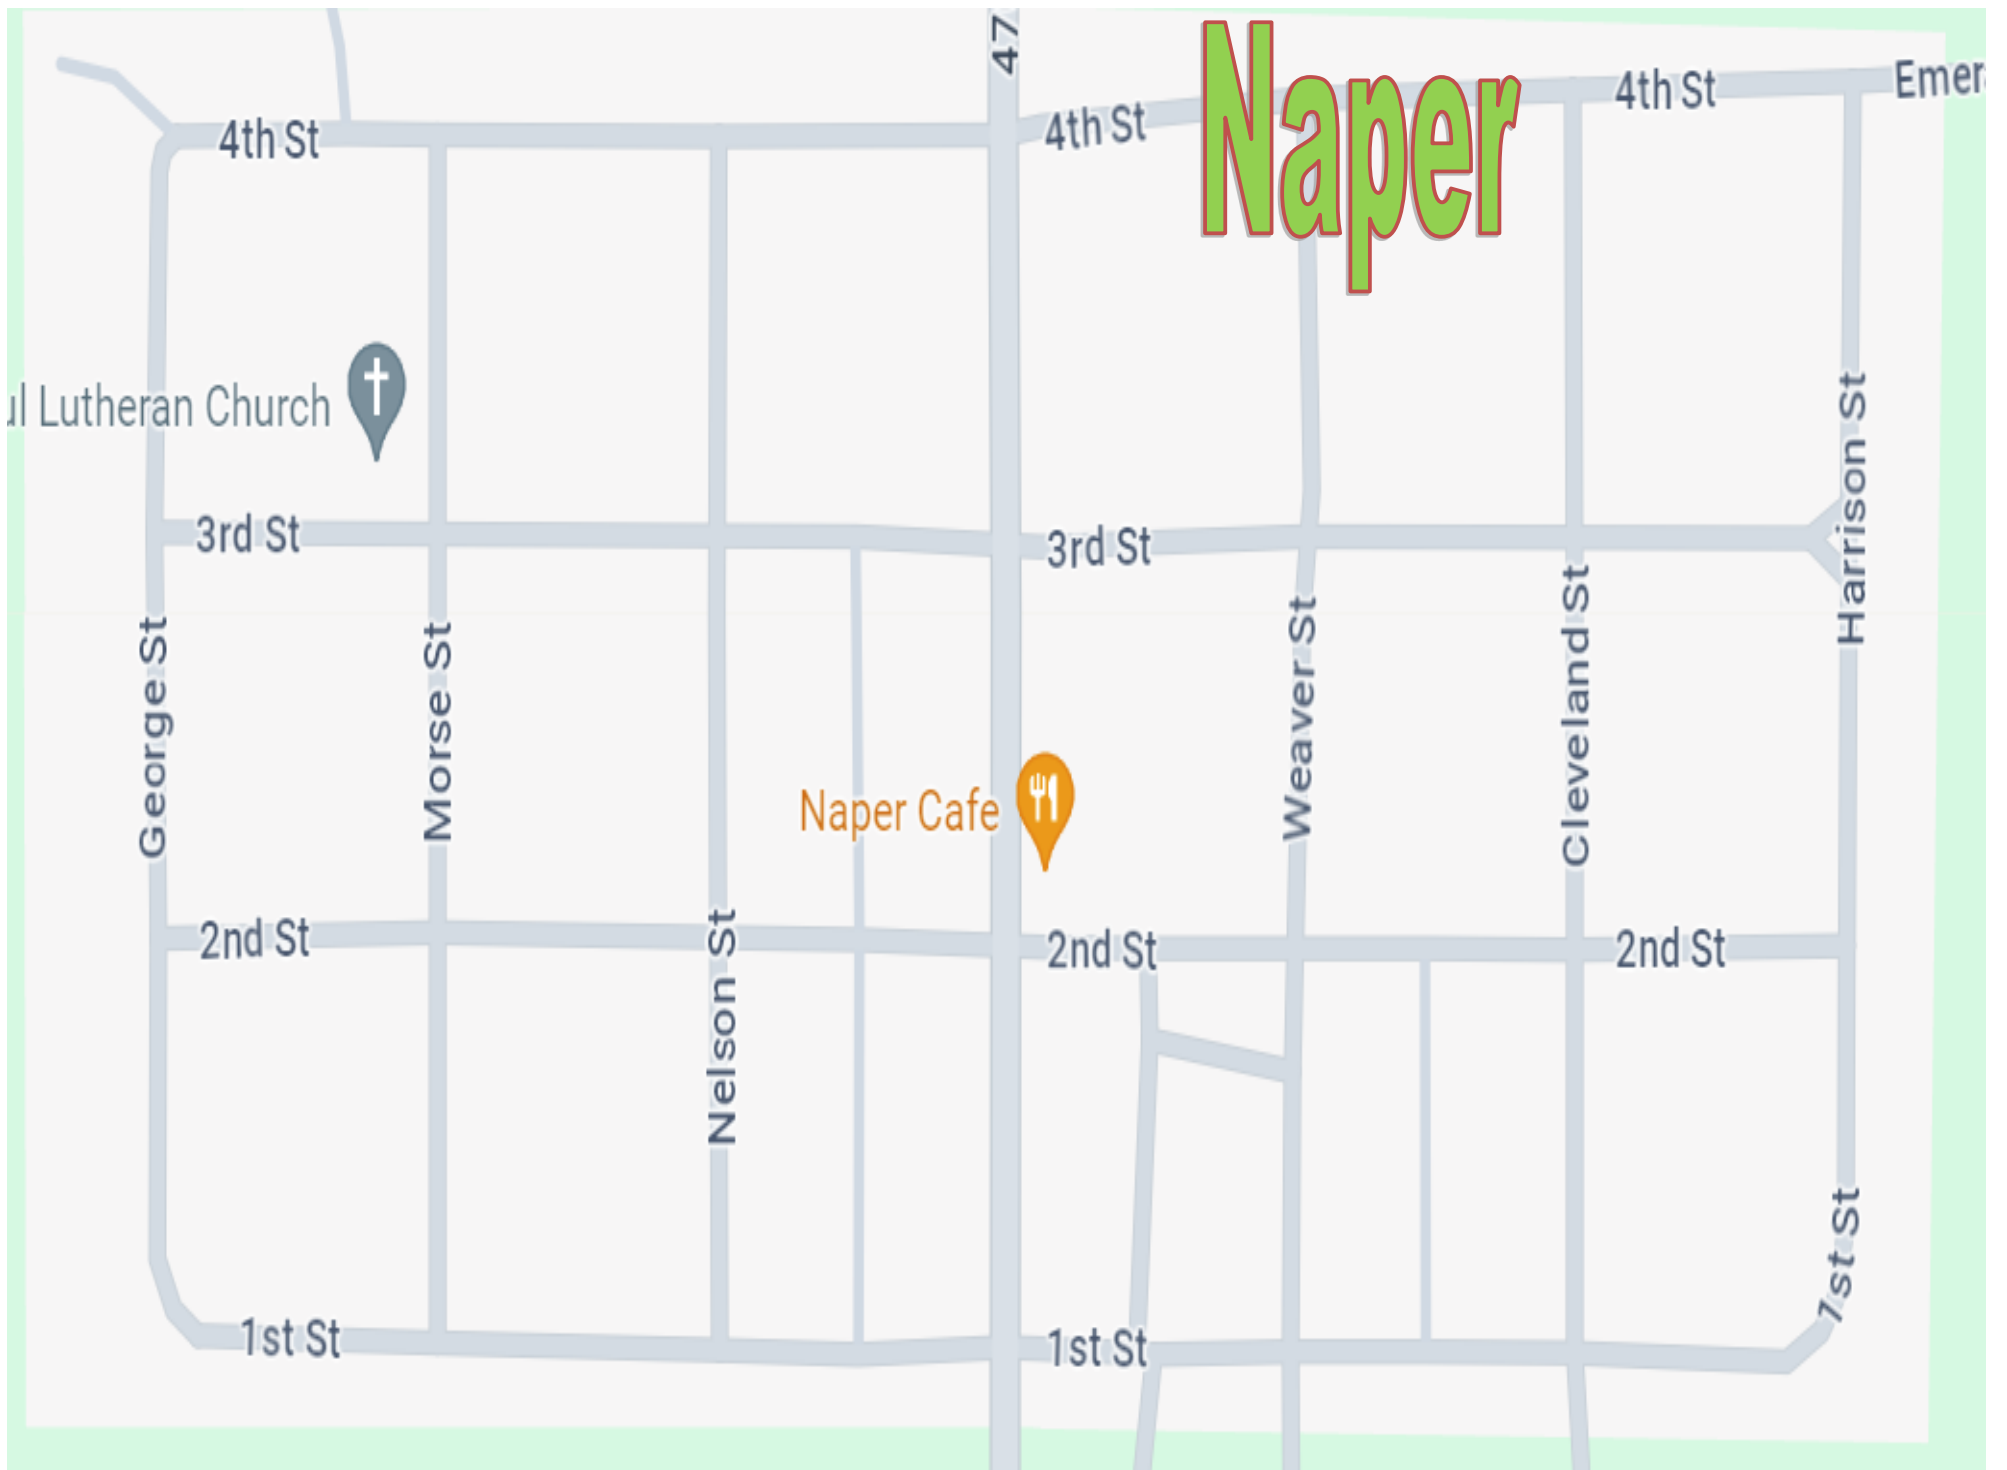 47
Naper
4th St
4th St
4th St
Emer
ul Lutheran Church
Harrison St
3rd St
3rd St
George St
Morse St
Weaver St
Cleveland St
Naper Cafe
2nd St
Nelson St
2nd St
2nd St
1st St
1st St
1st St